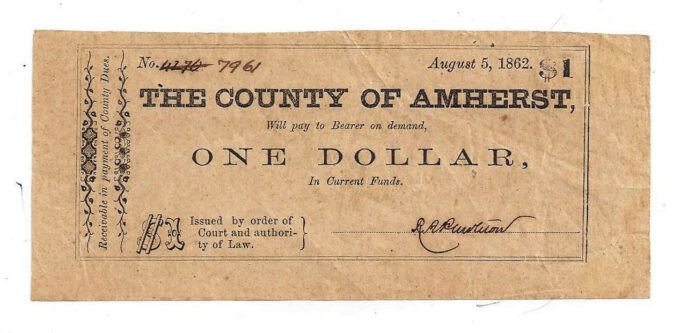 Receivable in payment of County Dues.
No. 4170 7961
August 5, 1862. $1
THE COUNTY OF AMHERST,
Will pay to Bearer on demand,
ONE DOLLAR,
In Current Funds.
$1
Issued by order of
Court and authori-
ty of Law.